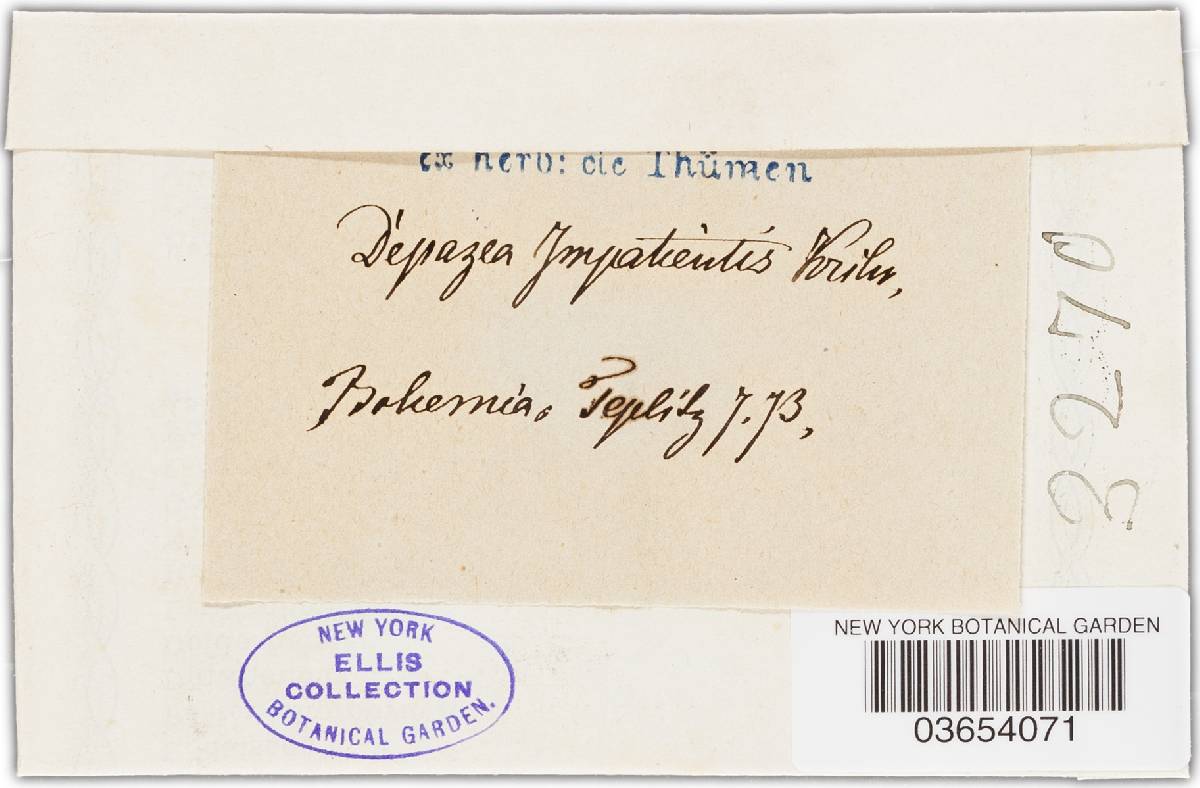 ex herb: de Thümen
Depazea Impatientis Krchn,
Bohemia. Teplitz 7.73,
3270
NEW YORK
ELLIS
COLLECTION
BOTANICAL GARDEN.
NEW YORK BOTANICAL GARDEN
03654071